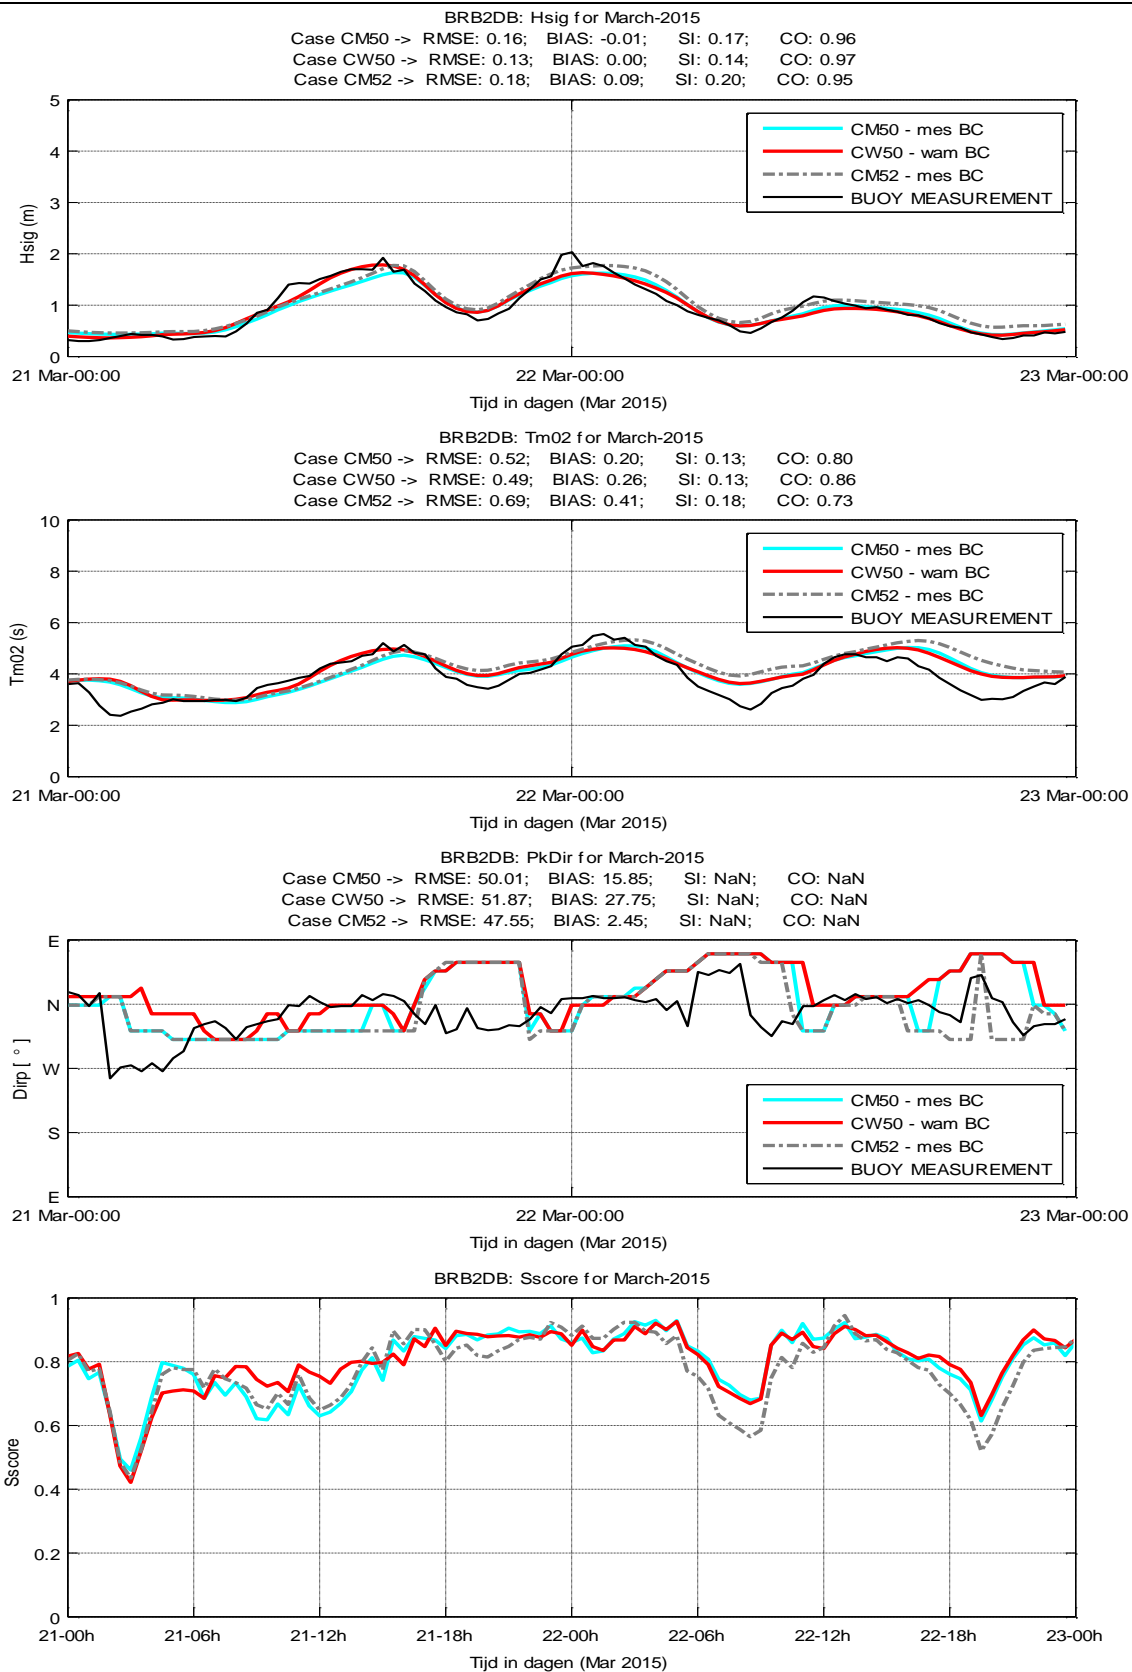 BRB2DB: Hsig for March-2015
Case CM50 -> RMSE: 0.16; BIAS: -0.01; SI: 0.17; CO: 0.96
Case CW50 -> RMSE: 0.13; BIAS: 0.00; SI: 0.14; CO: 0.97
Case CM52 -> RMSE: 0.18; BIAS: 0.09; SI: 0.20; CO: 0.95
5
4
3
2
1
0
Hsig (m)
CM50 - mes BC
CW50 - wam BC
CM52 - mes BC
BUOY MEASUREMENT
21 Mar-00:00 22 Mar-00:00 23 Mar-00:00
Tijd in dagen (Mar 2015)
BRB2DB: Tm02 for March-2015
Case CM50 -> RMSE: 0.52; BIAS: 0.20; SI: 0.13; CO: 0.80
Case CW50 -> RMSE: 0.49; BIAS: 0.26; SI: 0.13; CO: 0.86
Case CM52 -> RMSE: 0.69; BIAS: 0.41; SI: 0.18; CO: 0.73
10
8
6
4
2
0
Tm02 (s)
CM50 - mes BC
CW50 - wam BC
CM52 - mes BC
BUOY MEASUREMENT
21 Mar-00:00 22 Mar-00:00 23 Mar-00:00
Tijd in dagen (Mar 2015)
BRB2DB: PkDir for March-2015
Case CM50 -> RMSE: 50.01; BIAS: 15.85; SI: NaN; CO: NaN
Case CW50 -> RMSE: 51.87; BIAS: 27.75; SI: NaN; CO: NaN
Case CM52 -> RMSE: 47.55; BIAS: 2.45; SI: NaN; CO: NaN
E
N
W
S
E
Dirp [ ° ]
CM50 - mes BC
CW50 - wam BC
CM52 - mes BC
BUOY MEASUREMENT
21 Mar-00:00 22 Mar-00:00 23 Mar-00:00
Tijd in dagen (Mar 2015)
BRB2DB: Sscore for March-2015
1
0.8
0.6
0.4
0.2
0
Sscore
21-00h 21-06h 21-12h 21-18h 22-00h 22-06h 22-12h 22-18h 23-00h
Tijd in dagen (Mar 2015)